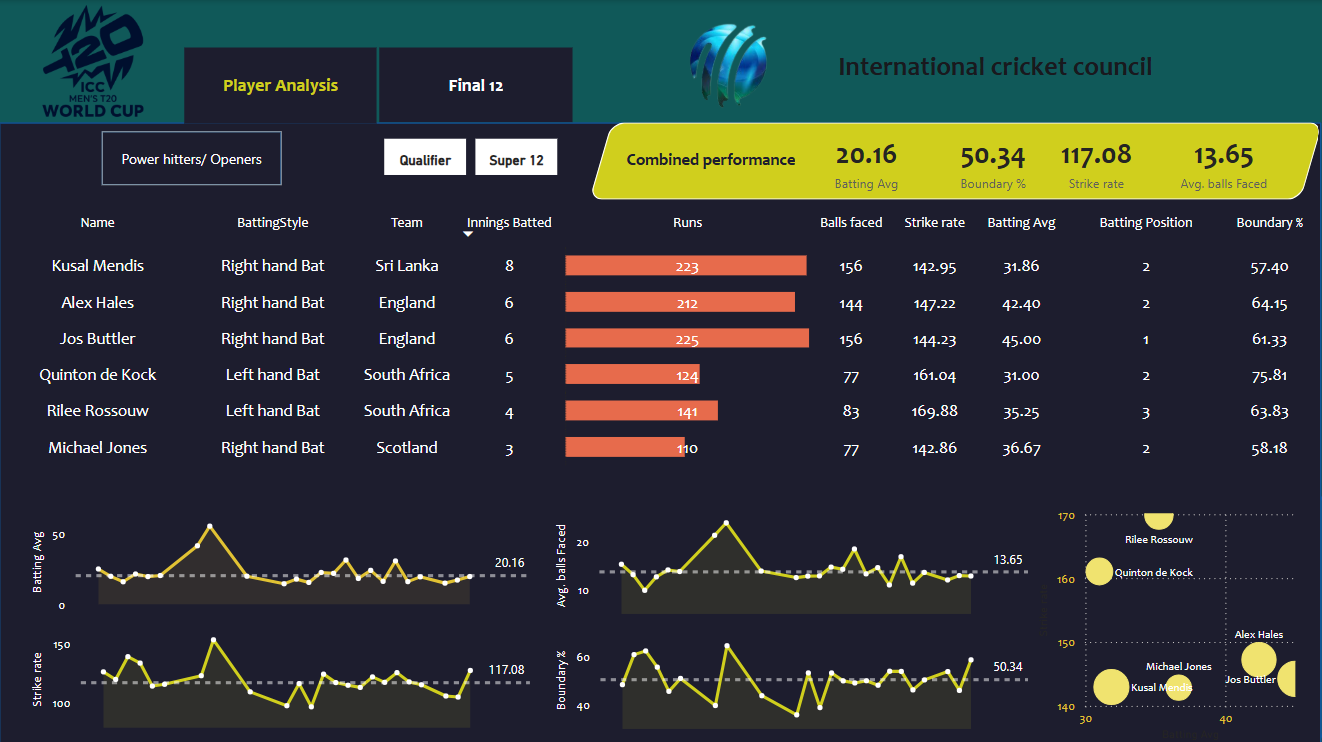 T20
ICC
MEN'S T20
WORLD CUP
Player Analysis
Final 12
International cricket council
Power hitters/ Openers
Qualifier
Super 12
Combined performance
20.16
Batting Avg
50.34
Boundary %
117.08
Strike rate
13.65
Avg. balls Faced
Name BattingStyle Team Innings Batted Runs Balls faced Strike rate Batting Avg Batting Position Boundary %
Kusal Mendis Right hand Bat Sri Lanka 8 223 156 142.95 31.86 2 57.40
Alex Hales Right hand Bat England 6 212 144 147.22 42.40 2 64.15
Jos Buttler Right hand Bat England 6 225 156 144.23 45.00 1 61.33
Quinton de Kock Left hand Bat South Africa 5 124 77 161.04 31.00 2 75.81
Rilee Rossouw Left hand Bat South Africa 4 141 83 169.88 35.25 3 63.83
Michael Jones Right hand Bat Scotland 3 110 77 142.86 36.67 2 58.18
Batting Avg
50
0
20.16
Avg. balls Faced
20
10
13.65
Strike rate
150
100
117.08
Boundary %
60
40
50.34
170
160
150
140
30
40
Rilee Rossouw
Quinton de Kock
Alex Hales
Michael Jones
Jos Buttler
Kusal Mendis